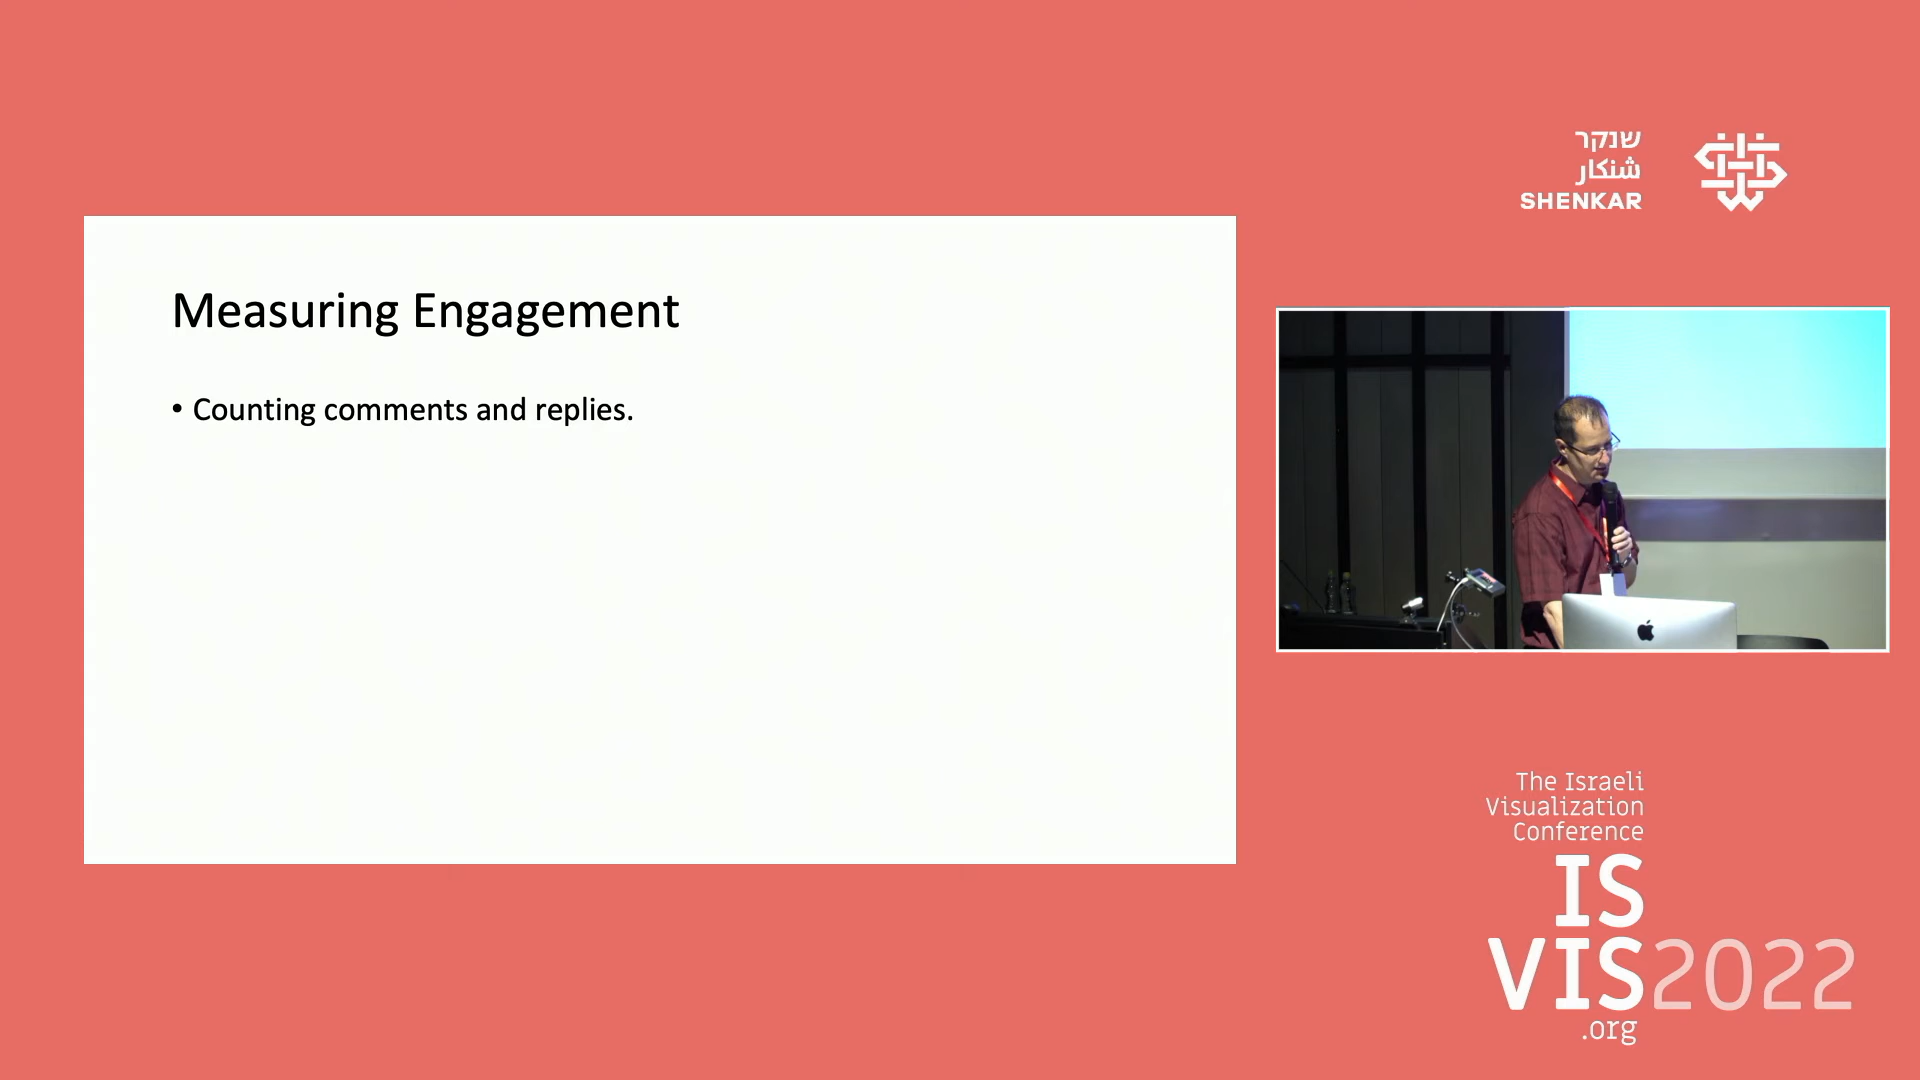 Measuring Engagement
• Counting comments and replies.
שנקר
شنكار
SHENKAR
The Israeli
Visualization
Conference
IS
VIS2022
.org